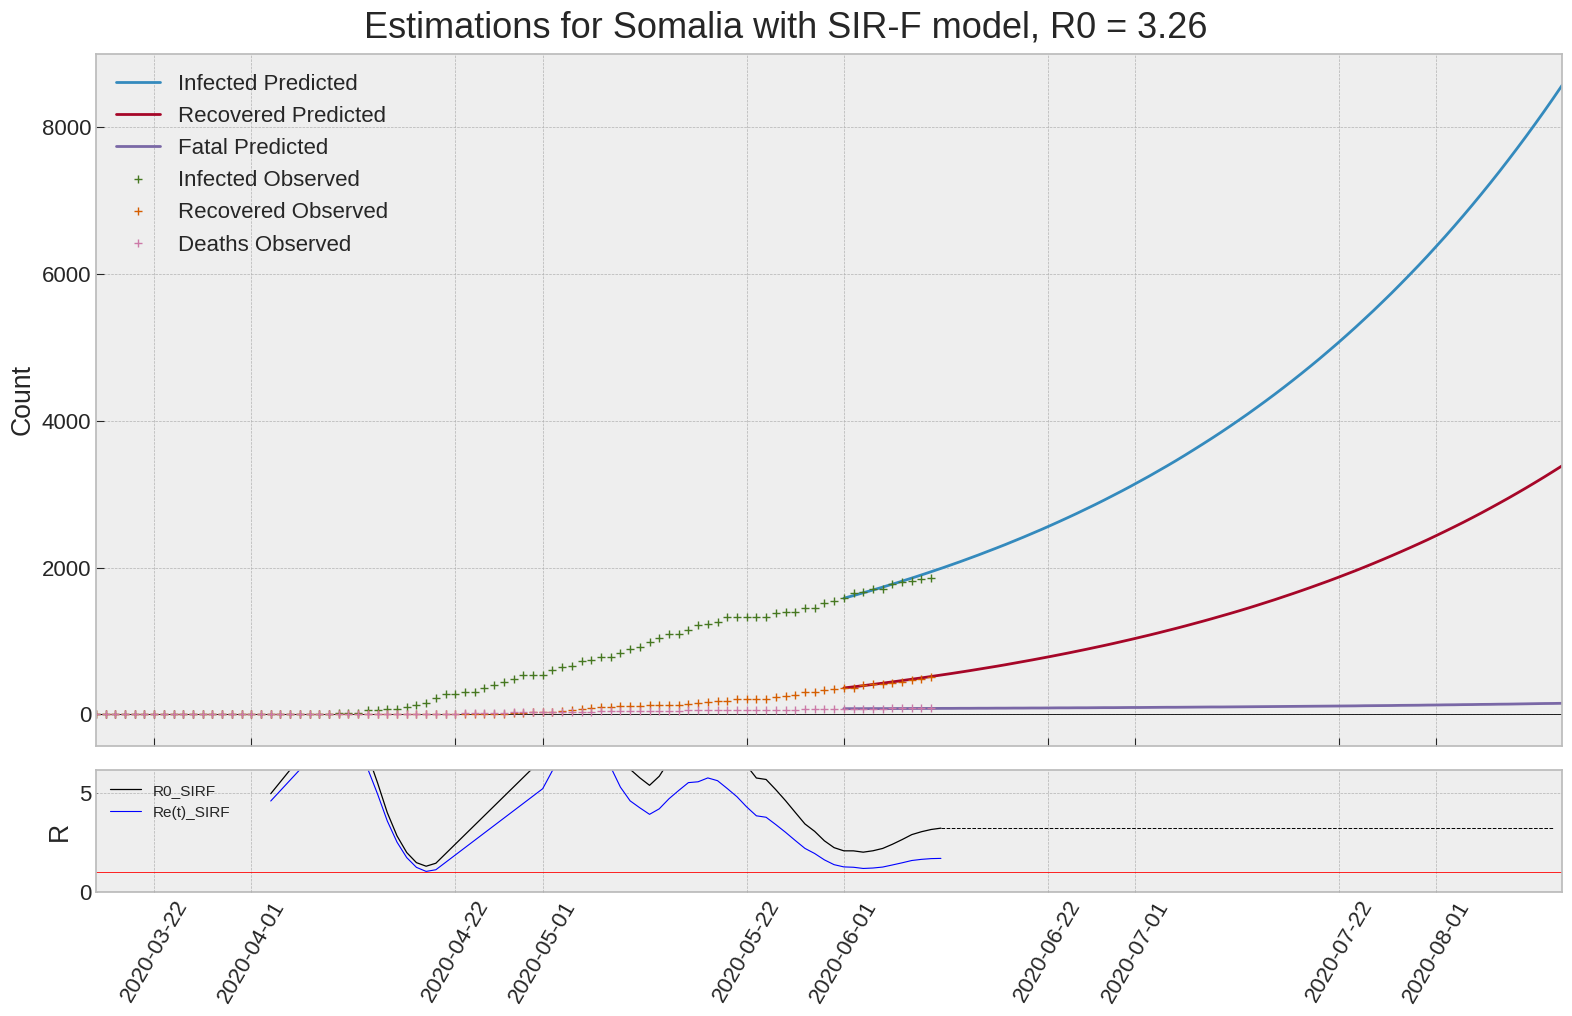 Estimations for Somalia with SIR-F model, R0 = 3.26
Infected Predicted
Recovered Predicted
Fatal Predicted
Infected Observed
Recovered Observed
Deaths Observed
8000
6000
4000
2000
0
Count
R0_SIRF
Re(t)_SIRF
5
0
R
2020-03-22
2020-04-01
2020-04-22
2020-05-01
2020-05-22
2020-06-01
2020-06-22
2020-07-01
2020-07-22
2020-08-01